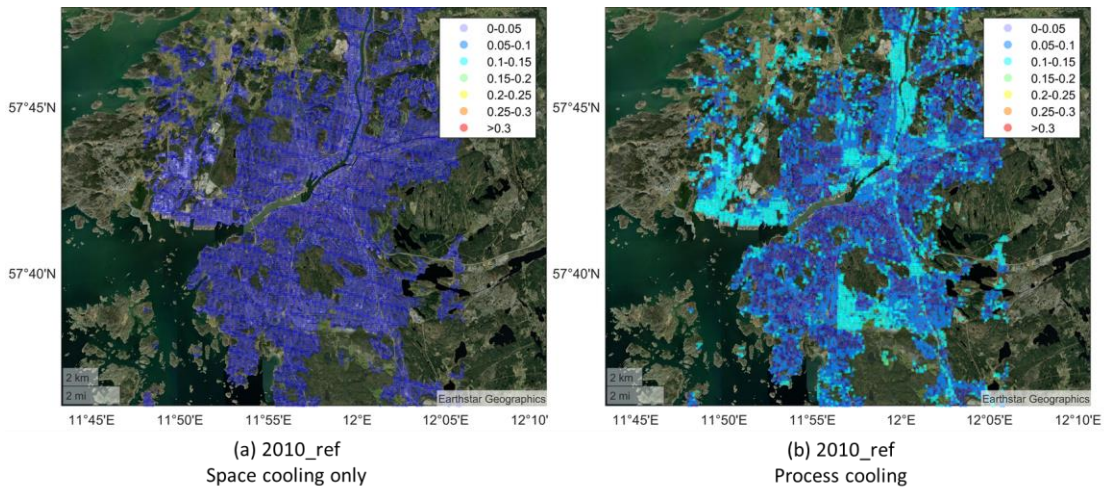 0-0.05
0.05-0.1
0.1-0.15
0.15-0.2
0.2-0.25
0.25-0.3
>0.3
57°45'N
57°40'N
2 km
2 mi
Earthstar Geographics
11°45'E 11°50'E 11°55'E 12°E 12°05'E 12°10'E
(a) 2010_ref
Space cooling only
0-0.05
0.05-0.1
0.1-0.15
0.15-0.2
0.2-0.25
0.25-0.3
>0.3
57°45'N
57°40'N
2 km
2 mi
Earthstar Geographics
11°45'E 11°50'E 11°55'E 12°E 12°05'E 12°10'E
(b) 2010_ref
Process cooling